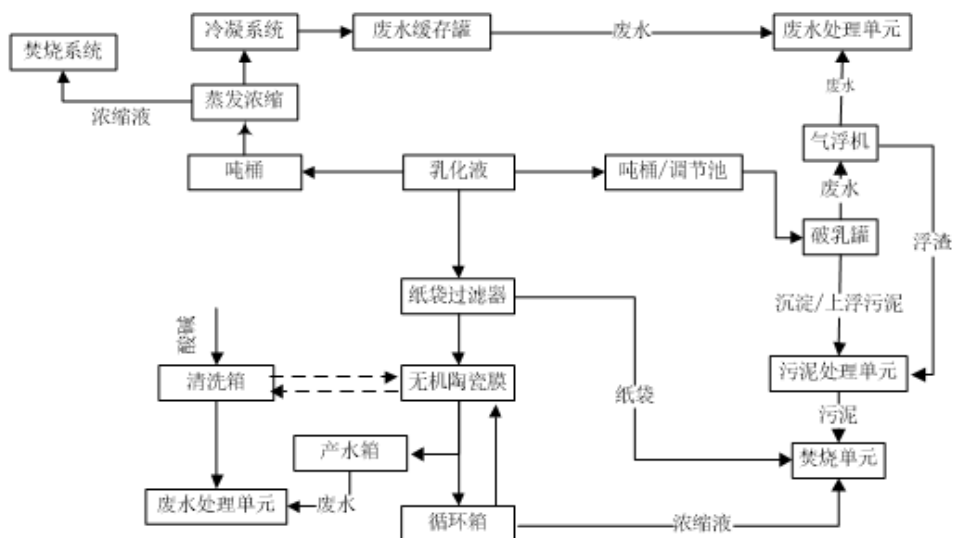 冷凝系统
废水缓存罐
废水
废水处理单元
焚烧系统
蒸发浓缩
浓缩液
废水
气浮机
吨桶
乳化液
吨桶/调节池
废水
破乳罐
浮渣
纸袋过滤器
沉淀/上浮污泥
酸碱
清洗箱
无机陶瓷膜
污泥处理单元
纸袋
污泥
产水箱
焚烧单元
废水处理单元
废水
循环箱
浓缩液